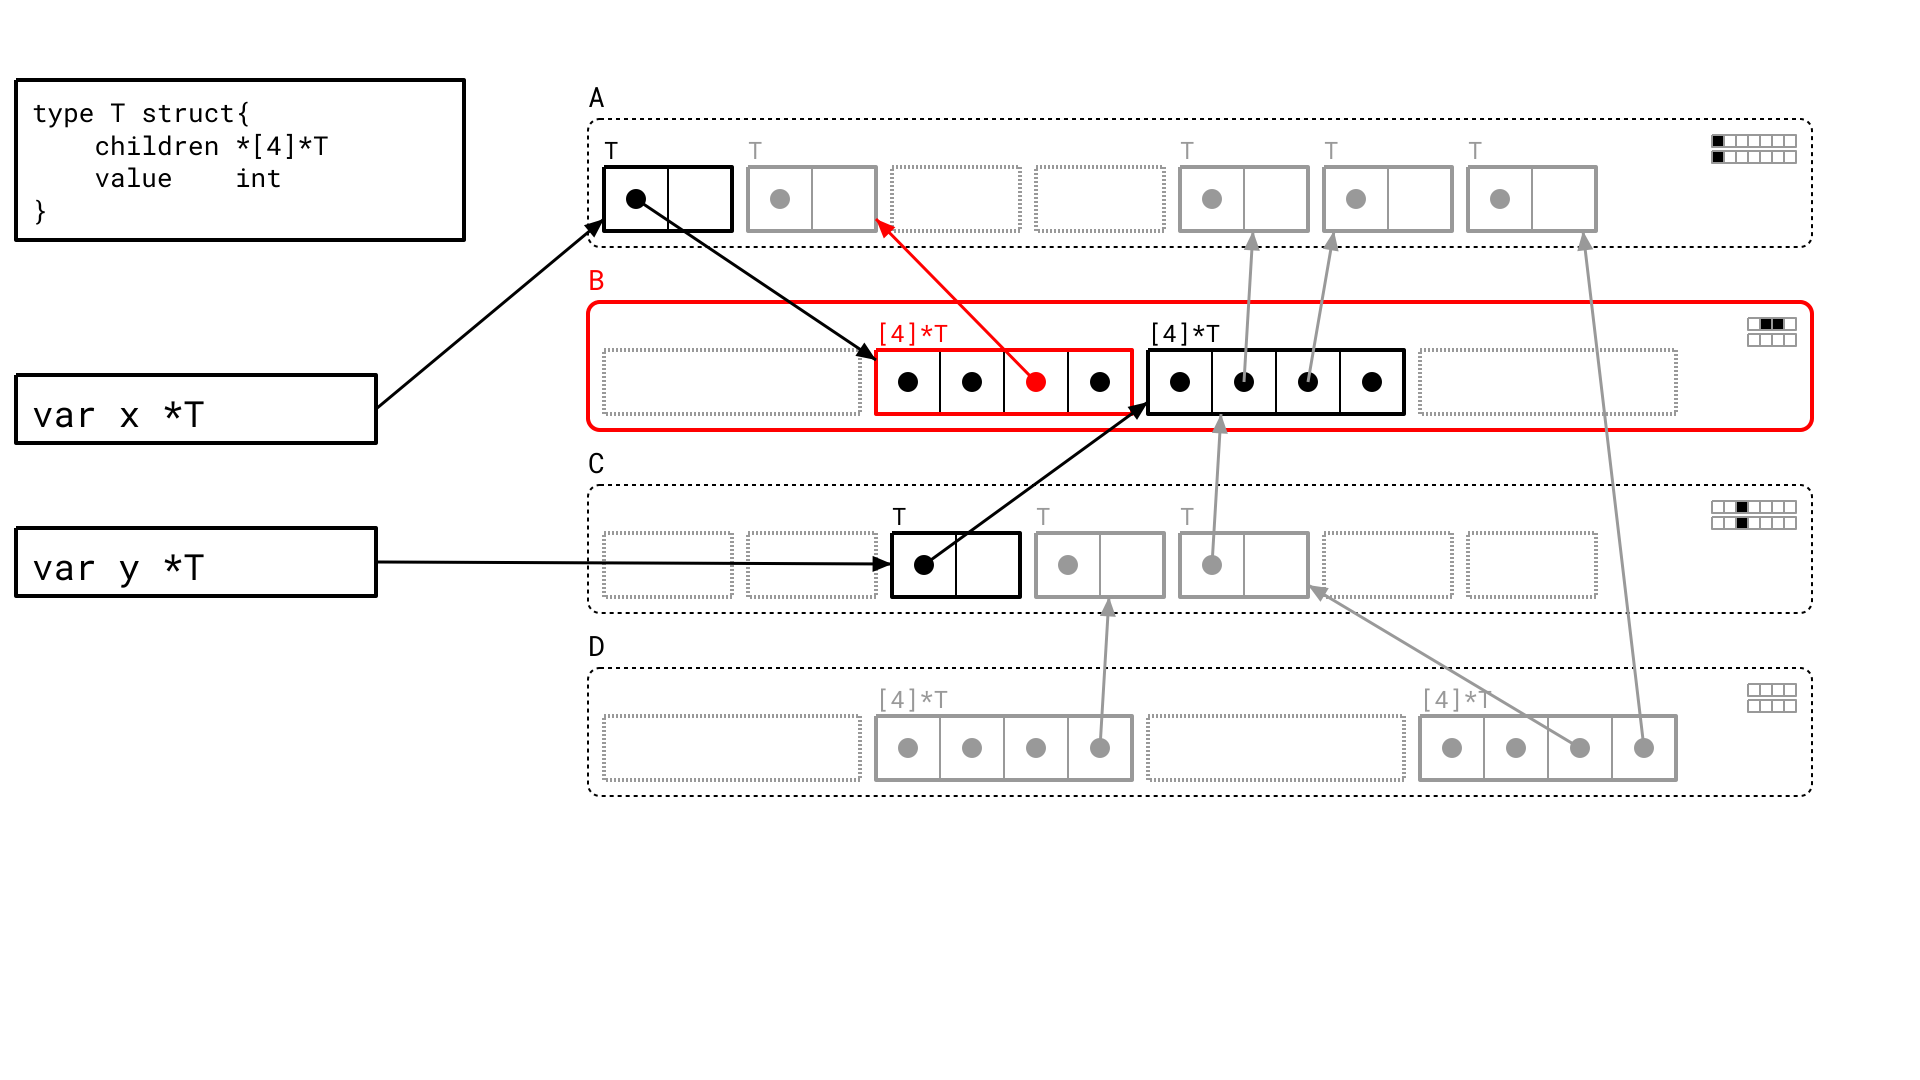 type T struct{
    children *[4]*T
    value    int
}
var x *T
var y *T
A
T
T
T
T
T
B
[4]*T
[4]*T
C
T
T
T
D
[4]*T
[4]*T